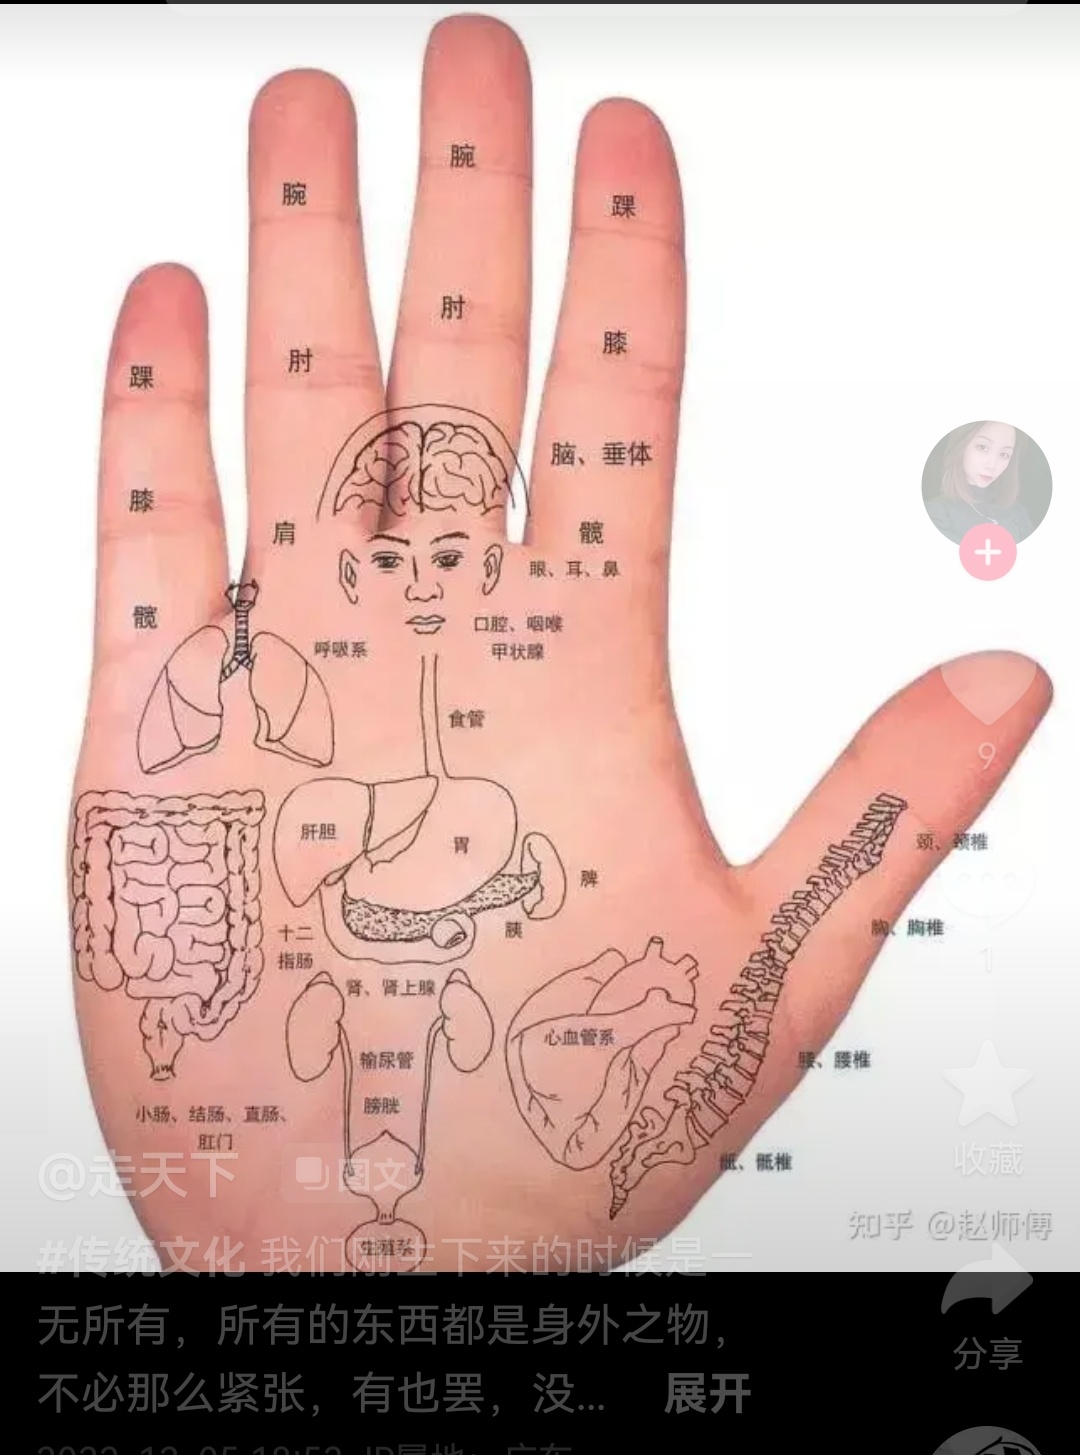 腕
腕
踝
肘
膝
肘
踝
脑、垂体
膝
肩
髋
眼、耳、鼻
髋
口腔、咽喉
甲状腺
呼吸系
食管
肝胆
胃
脾
颈、颈椎
胸、胸椎
胰
十二
指肠
肾、肾上腺
心血管系
输尿管
腰、腰椎
膀胱
小肠、结肠、直肠、
肛门
骶、骶椎
生殖系
9
1
收藏
知乎 @赵师傅
@走天下
图文
#传统文化 我们刚生下来的时候是一
无所有，所有的东西都是身外之物，
不必那么紧张，有也罢，没... 展开
分享